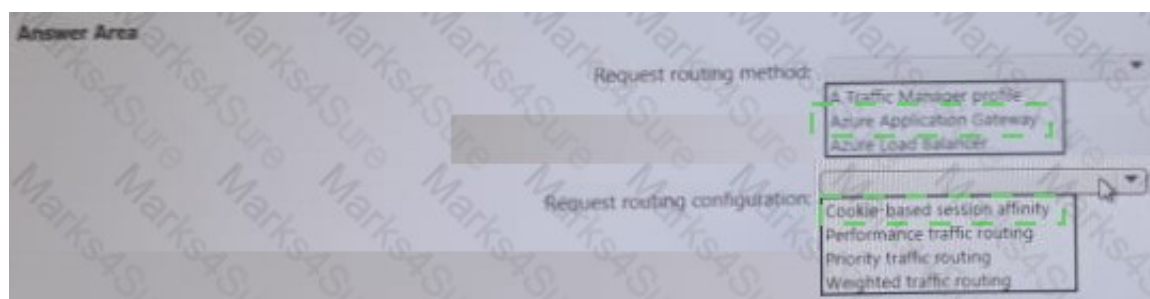 Answer Area
Request routing method:
A Traffic Manager profile
Azure Application Gateway
Azure Load Balancer
Request routing configuration:
Cookie-based session affinity
Performance traffic routing
Priority traffic routing
Weighted traffic routing
Marks4Sure